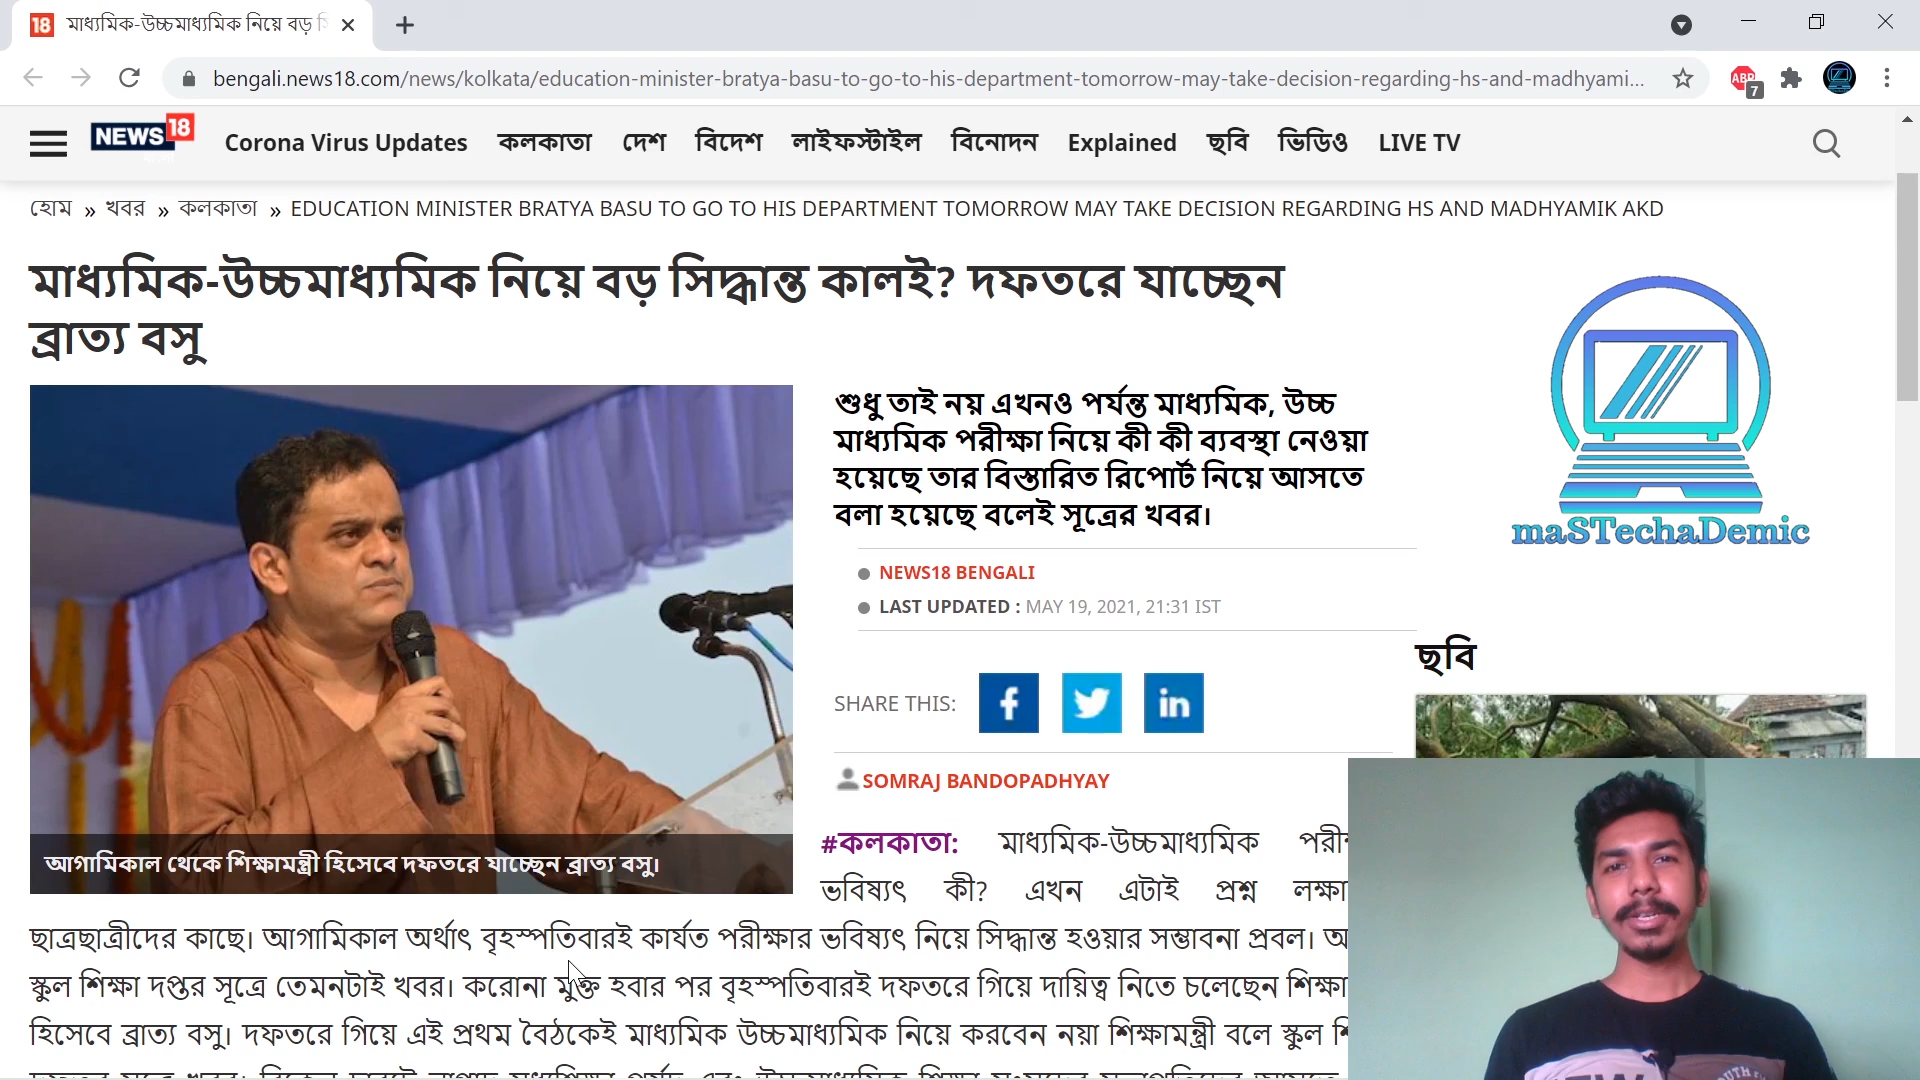 18 মাধ্যমিক-উচ্চমাধ্যমিক নিয়ে বড় সি
bengali.news18.com/news/kolkata/education-minister-bratya-basu-to-go-to-his-department-tomorrow-may-take-decision-regarding-hs-and-madhyami...
ABP 7
NEWS 18 Corona Virus Updates কলকাতা দেশ বিদেশ লাইফস্টাইল বিনোদন Explained ছবি ভিডিও LIVE TV
হোম » খবর » কলকাতা » EDUCATION MINISTER BRATYA BASU TO GO TO HIS DEPARTMENT TOMORROW MAY TAKE DECISION REGARDING HS AND MADHYAMIK AKD
মাধ্যমিক-উচ্চমাধ্যমিক নিয়ে বড় সিদ্ধান্ত কালই? দফতরে যাচ্ছেন
ব্রাত্য বসু
শুধু তাই নয় এখনও পর্যন্ত মাধ্যমিক, উচ্চ
মাধ্যমিক পরীক্ষা নিয়ে কী কী ব্যবস্থা নেওয়া
হয়েছে তার বিস্তারিত রিপোর্ট নিয়ে আসতে
বলা হয়েছে বলেই সূত্রের খবর।
NEWS18 BENGALI
LAST UPDATED : MAY 19, 2021, 21:31 IST
SHARE THIS:
SOMRAJ BANDOPADHYAY
maSTechaDemic
ছবি
আগামিকাল থেকে শিক্ষামন্ত্রী হিসেবে দফতরে যাচ্ছেন ব্রাত্য বসু।
#কলকাতা: মাধ্যমিক-উচ্চমাধ্যমিক
ভবিষ্যৎ কী? এখন এটাই প্রশ্ন
ছাত্রছাত্রীদের কাছে। আগামিকাল অর্থাৎ বৃহস্পতিবারই কার্যত পরীক্ষার ভবিষ্যৎ নিয়ে সিদ্ধান্ত হওয়ার সম্ভাবনা প্রবল।
স্কুল শিক্ষা দপ্তর সূত্রে তেমনটাই খবর। করোনা মুক্ত হবার পর বৃহস্পতিবারই দফতরে গিয়ে দায়িত্ব নিতে চলেছেন
হিসেবে ব্রাত্য বসু। দফতরে গিয়ে এই প্রথম বৈঠকেই মাধ্যমিক উচ্চমাধ্যমিক নিয়ে করবেন নয়া শিক্ষামন্ত্রী বলে স্কুল